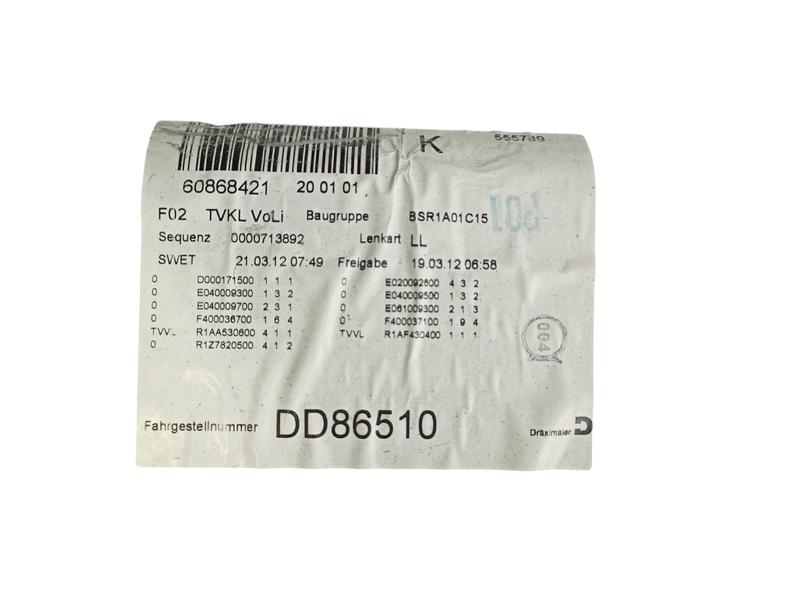 K 555789
60868421 20 01 01
F02 TVKL VoLi Baugruppe BSR1A01C15 601
Sequenz 0000713892 Lenkart LL
SWET 21.03.12 07:49 Freigabe 19.03.12 06:58
0 D000171500 1 1 1 0 E020092600 4 3 2
0 E040009300 1 3 2 0 E040009500 1 3 2
0 E040009700 2 3 1 0 E061009300 2 1 3
0 F400036700 1 6 4 0 F400037100 1 9 4
TVVL R1AA530600 4 1 1 TVVL R1AF430400 1 1 1
0 R1Z7820500 4 1 2
004
Fahrgestellnummer DD86510
Dräxlmaier